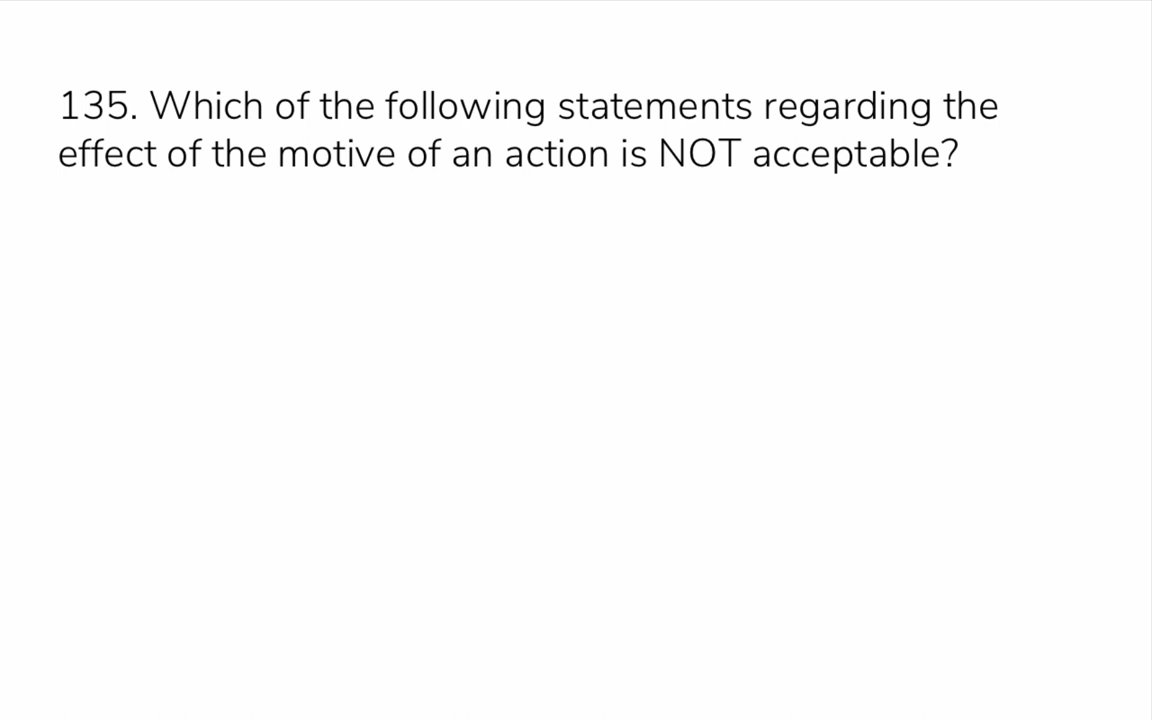 135. Which of the following statements regarding the
effect of the motive of an action is NOT acceptable?